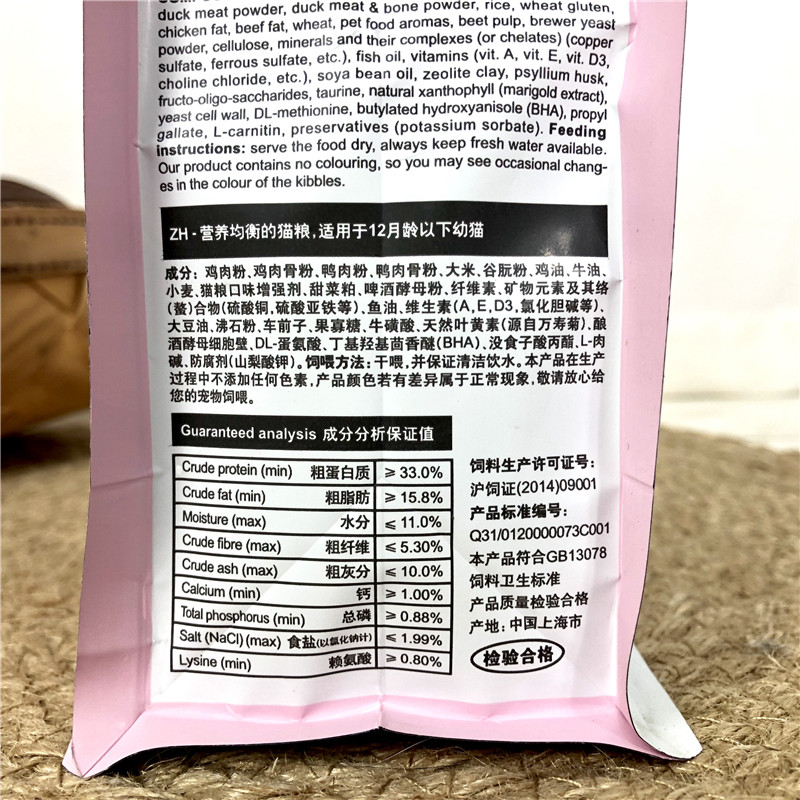 duck meat powder, duck meat & bone powder, rice, wheat gluten,
chicken fat, beef fat, wheat, pet food aromas, beet pulp, brewer yeast
powder, cellulose, minerals and their complexes (or chelates) (copper
sulfate, ferrous sulfate, etc.), fish oil, vitamins (vit. A, vit. E, vit. D3,
choline chloride, etc.), soya bean oil, zeolite clay, psyllium husk,
fructo-oligo-saccharides, taurine, natural xanthophyll (marigold extract),
yeast cell wall, DL-methionine, butylated hydroxyanisole (BHA), propyl
gallate, L-carnitin, preservatives (potassium sorbate). Feeding
instructions: serve the food dry, always keep fresh water available.
Our product contains no colouring, so you may see occasional chang-
es in the colour of the kibbles.
ZH - 营养均衡的猫粮,适用于12月龄以下幼猫
成分: 鸡肉粉、鸡肉骨粉、鸭肉粉、鸭肉骨粉、大米、谷朊粉、鸡油、牛油、
小麦、猫粮口味增强剂、甜菜粕、啤酒酵母粉、纤维素、矿物元素及其络
(螯)合物(硫酸铜,硫酸亚铁等)、鱼油、维生素(A,E,D3,氯化胆碱等)、
大豆油、沸石粉、车前子、果寡糖、牛磺酸、天然叶黄素(源自万寿菊)、酿
酒酵母细胞壁、DL-蛋氨酸、丁基羟基茴香醚(BHA)、没食子酸丙酯、L-肉
碱、防腐剂(山梨酸钾)。饲喂方法: 干喂,并保证清洁饮水。本产品在生产
过程中不添加任何色素,产品颜色若有差异属于正常现象,敬请放心给
您的宠物饲喂。
Guaranteed analysis 成分分析保证值
Crude protein (min) 粗蛋白质 ≥ 33.0%
Crude fat (min) 粗脂肪 ≥ 15.8%
Moisture (max) 水分 ≤ 11.0%
Crude fibre (max) 粗纤维 ≤ 5.30%
Crude ash (max) 粗灰分 ≤ 10.0%
Calcium (min) 钙 ≥ 1.00%
Total phosphorus (min) 总磷 ≥ 0.88%
Salt (NaCl) (max) 食盐(以氯化钠计) ≤ 1.99%
Lysine (min) 赖氨酸 ≥ 0.80%
饲料生产许可证号:
沪饲证(2014)09001
产品标准编号:
Q31/0120000073C001
本产品符合GB13078
饲料卫生标准
产品质量检验合格
产地: 中国上海市
检验合格